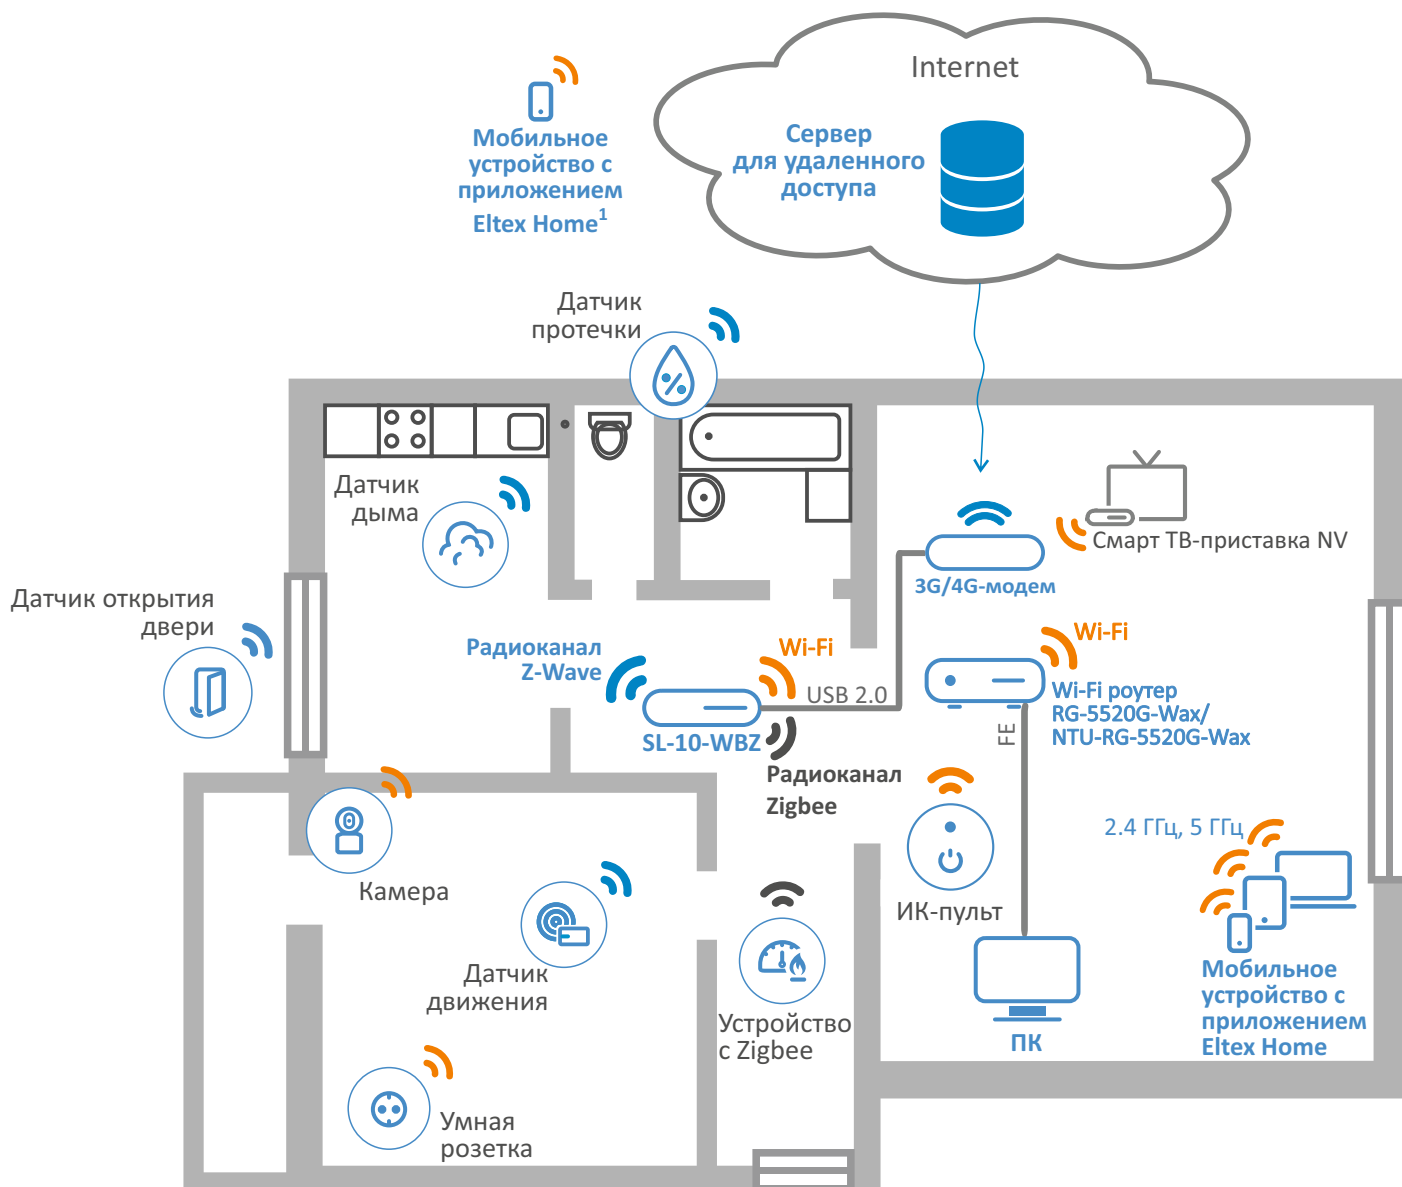 Internet
Сервер
для удаленного
доступа
Мобильное
устройство с
приложением
Eltex Home¹
Датчик
протечки
Датчик
дыма
Смарт ТВ-приставка NV
3G/4G-модем
Датчик открытия
двери
Радиоканал
Z-Wave
Wi-Fi
USB 2.0
SL-10-WBZ
Wi-Fi
Wi-Fi роутер
RG-5520G-Wax/
NTU-RG-5520G-Wax
FE
Радиоканал
Zigbee
2.4 ГГц, 5 ГГц
Камера
ИК-пульт
Датчик
движения
Устройство
с Zigbee
ПК
Мобильное
устройство с
приложением
Eltex Home
Умная
розетка